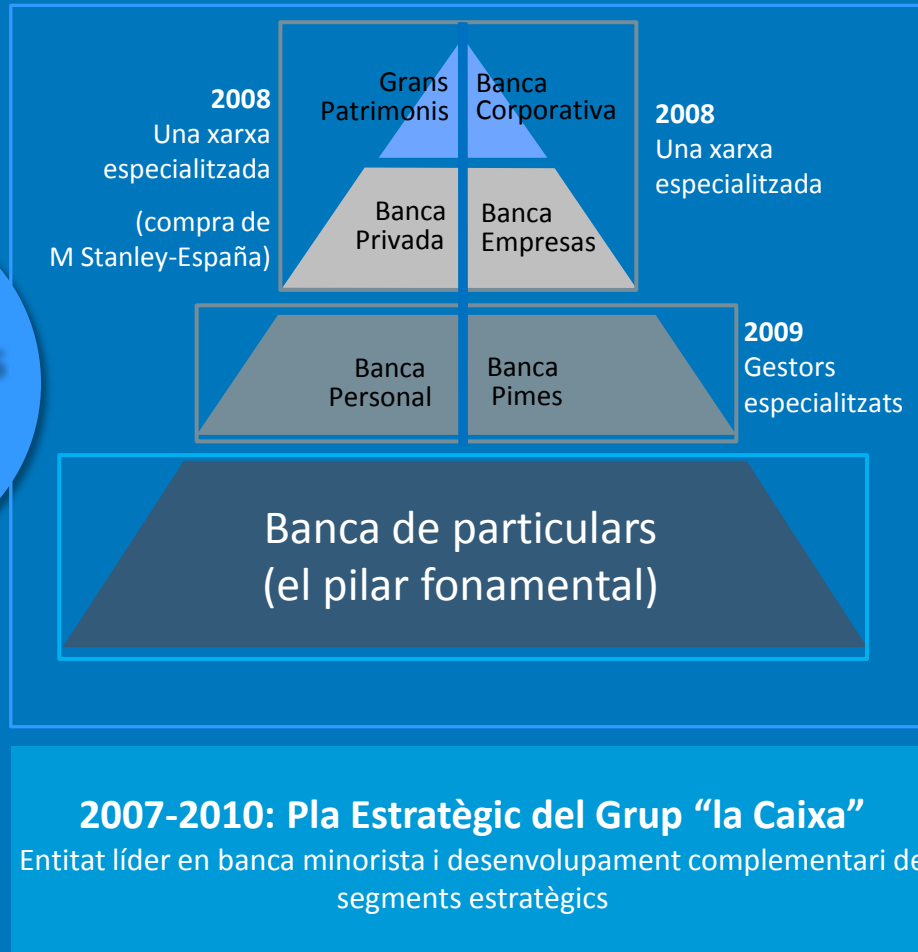 2008
Una xarxa
especialitzada
(compra de
M Stanley-España)
Grans
Patrimonis
Banca
Corporativa
2008
Una xarxa
especialitzada
Banca
Privada
Banca
Empresas
Banca
Personal
Banca
Pimes
2009
Gestors
especialitzats
Banca de particulars
(el pilar fonamental)
2007-2010: Pla Estratègic del Grup “la Caixa”
Entitat líder en banca minorista i desenvolupament complementari de
segments estratègics